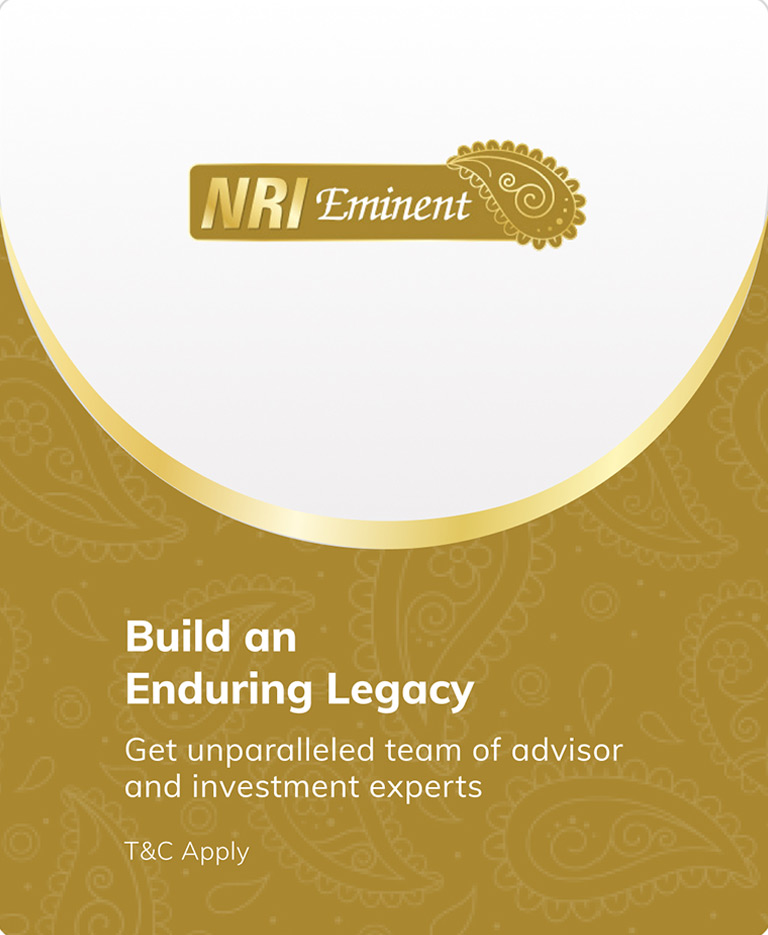 NRI Eminent
Build an
Enduring Legacy
Get unparalleled team of advisor
and investment experts
T&C Apply